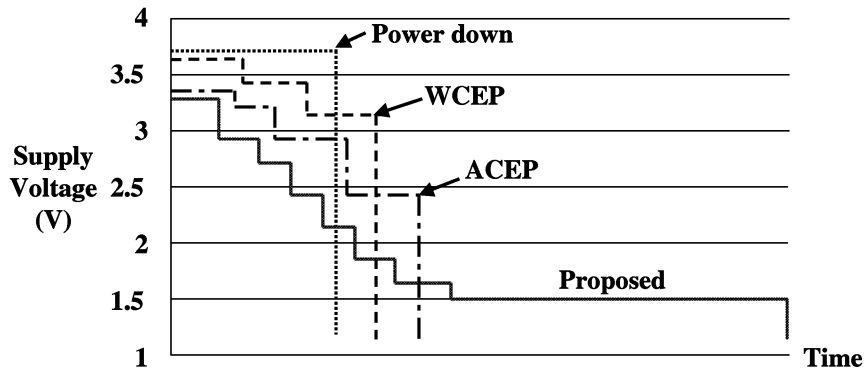 4
Power down
3.5
WCEP
3
Supply
Voltage
(V)
ACEP
2.5
2
Proposed
1.5
1
Time